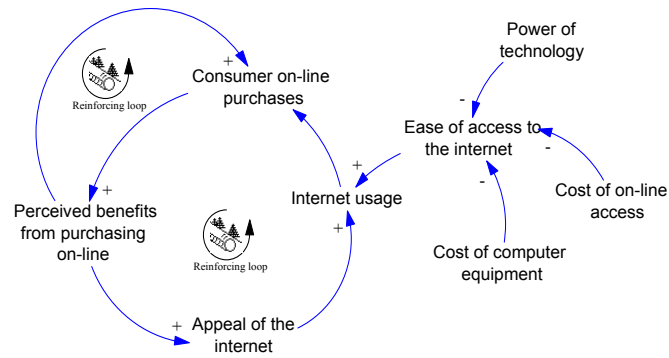 Power of
technology
+
Consumer on-line
purchases
Reinforcing loop
-
Ease of access to
the internet
-
+
-
Cost of on-line
access
+
Perceived benefits
from purchasing
on-line
Internet usage
+
Reinforcing loop
Cost of computer
equipment
+
Appeal of the
internet